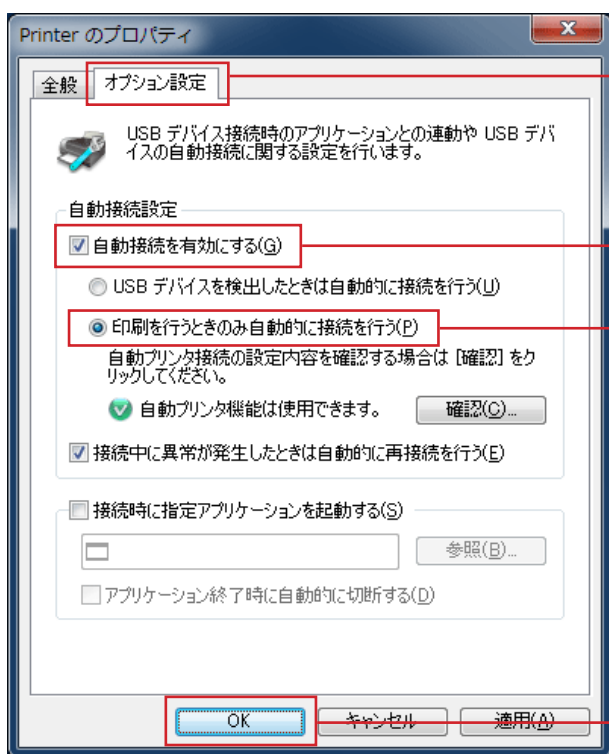 Printer のプロパティ
全般 オプション設定
USB デバイス接続時のアプリケーションとの連動や USB デバ
イスの自動接続に関する設定を行います。
自動接続設定
自動接続を有効にする(G)
USB デバイスを検出したときは自動的に接続を行う(U)
印刷を行うときのみ自動的に接続を行う(P)
自動プリンタ接続の設定内容を確認する場合は [確認] をク
リックしてください。
自動プリンタ機能は使用できます。 確認(C)...
接続中に異常が発生したときは自動的に再接続を行う(E)
接続時に指定アプリケーションを起動する(S)
参照(B)...
アプリケーション終了時に自動的に切断する(D)
OK キャンセル 適用(A)